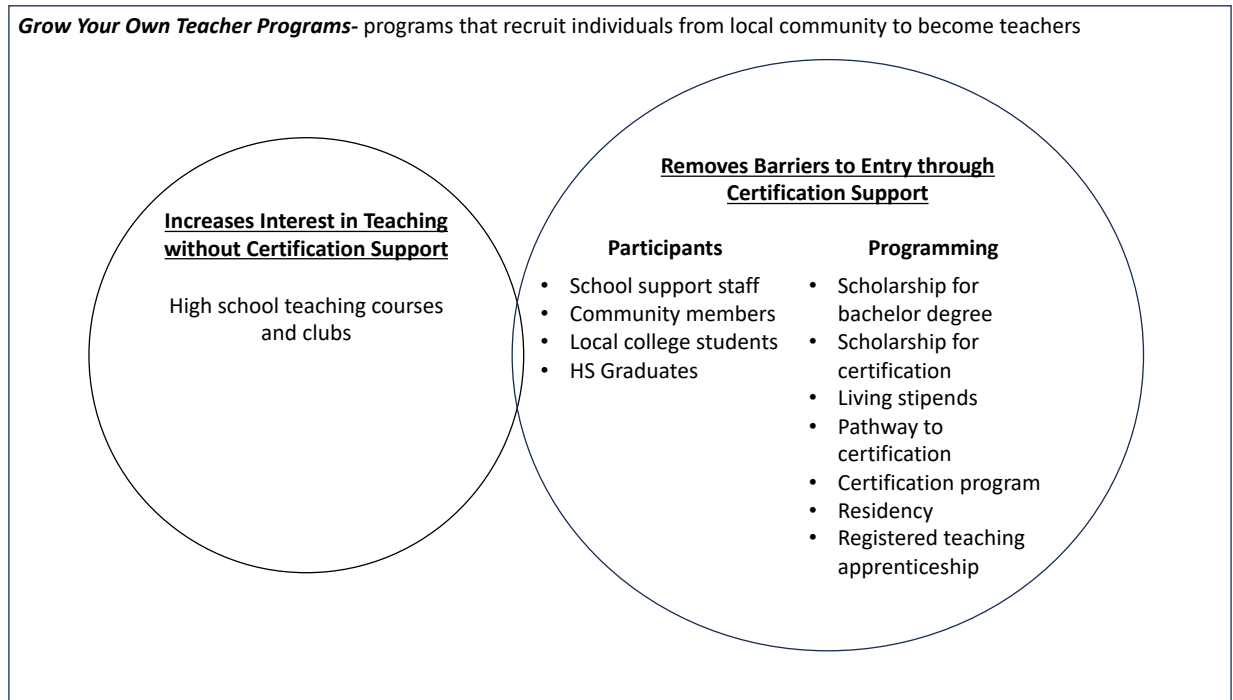 Grow Your Own Teacher Programs- programs that recruit individuals from local community to become teachers
Increases Interest in Teaching
without Certification Support
High school teaching courses
and clubs
Removes Barriers to Entry through
Certification Support
Participants
• School support staff
• Community members
• Local college students
• HS Graduates
Programming
• Scholarship for
bachelor degree
• Scholarship for
certification
• Living stipends
• Pathway to
certification
• Certification program
• Residency
• Registered teaching
apprenticeship